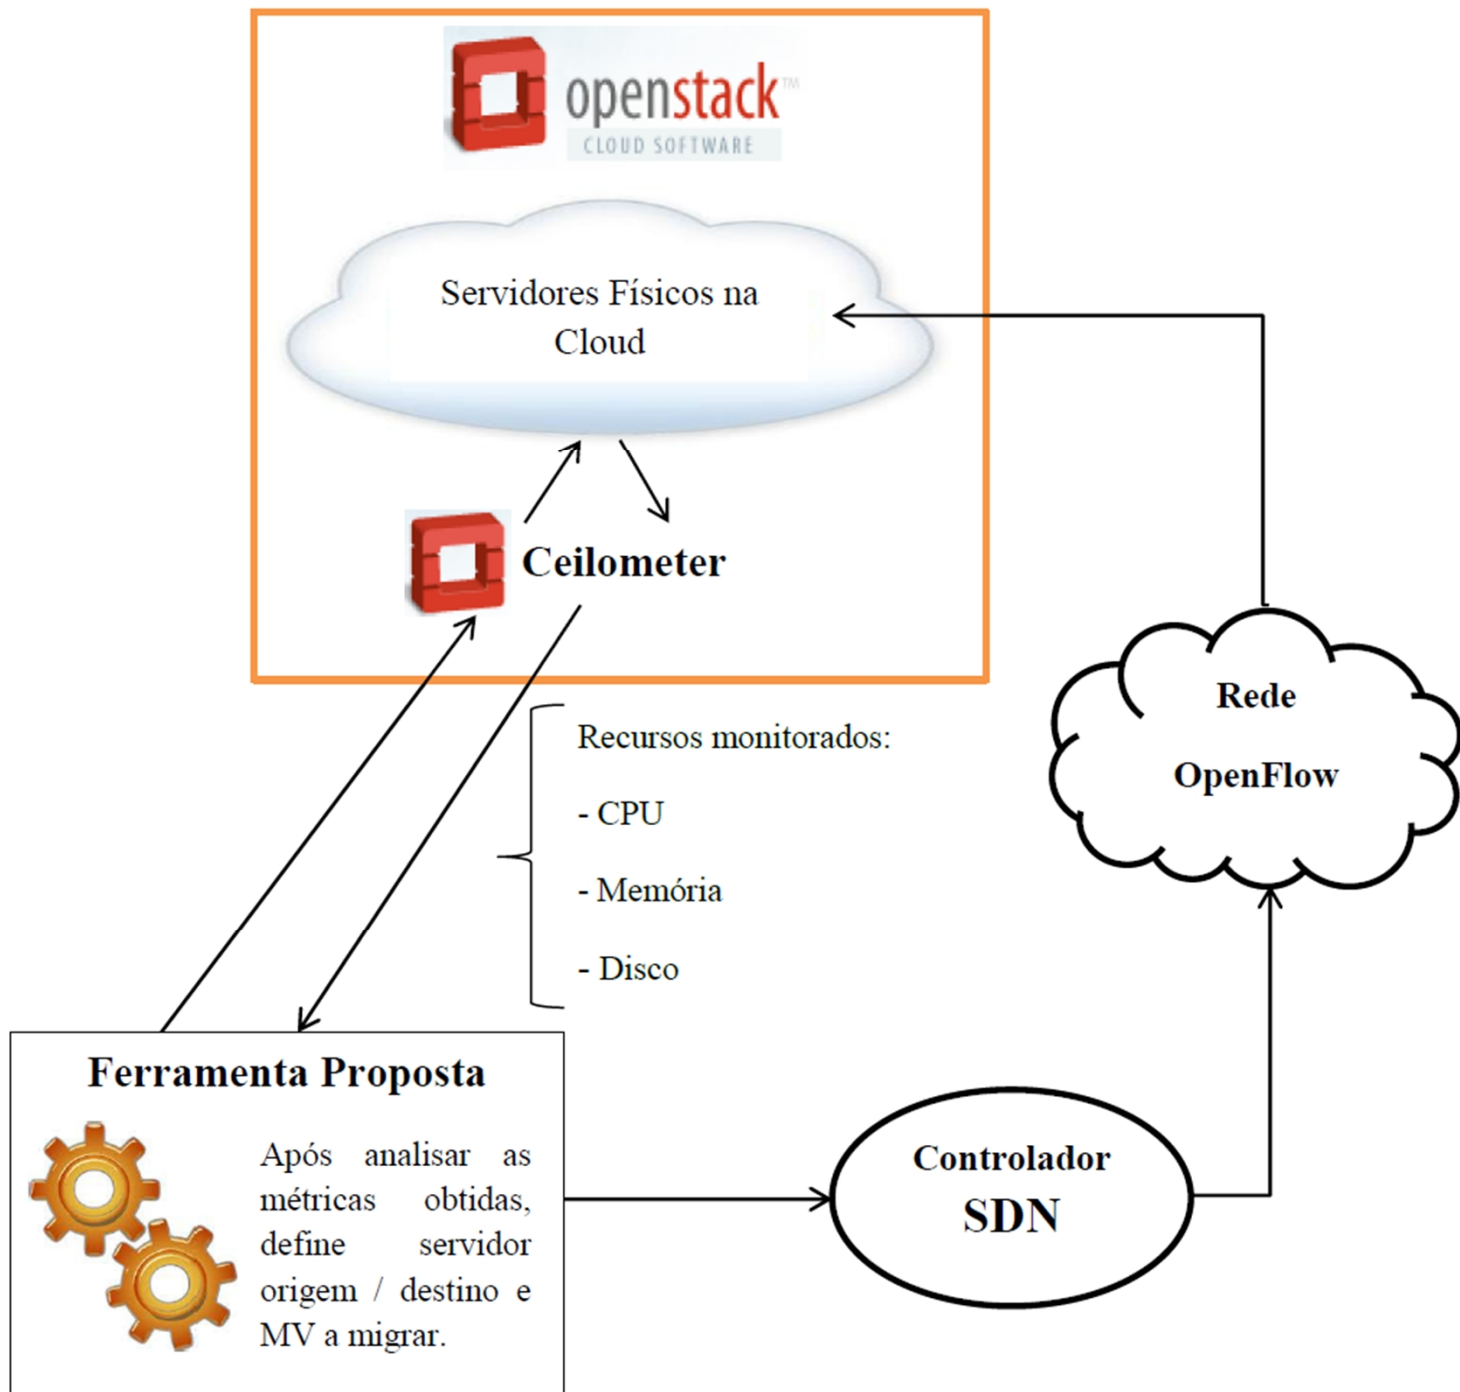 openstack™
CLOUD SOFTWARE
Servidores Físicos na
Cloud
Ceilometer
Recursos monitorados:
- CPU
- Memória
- Disco
Rede
OpenFlow
Ferramenta Proposta
Após analisar as
métricas obtidas,
define servidor
origem / destino e
MV a migrar.
Controlador
SDN